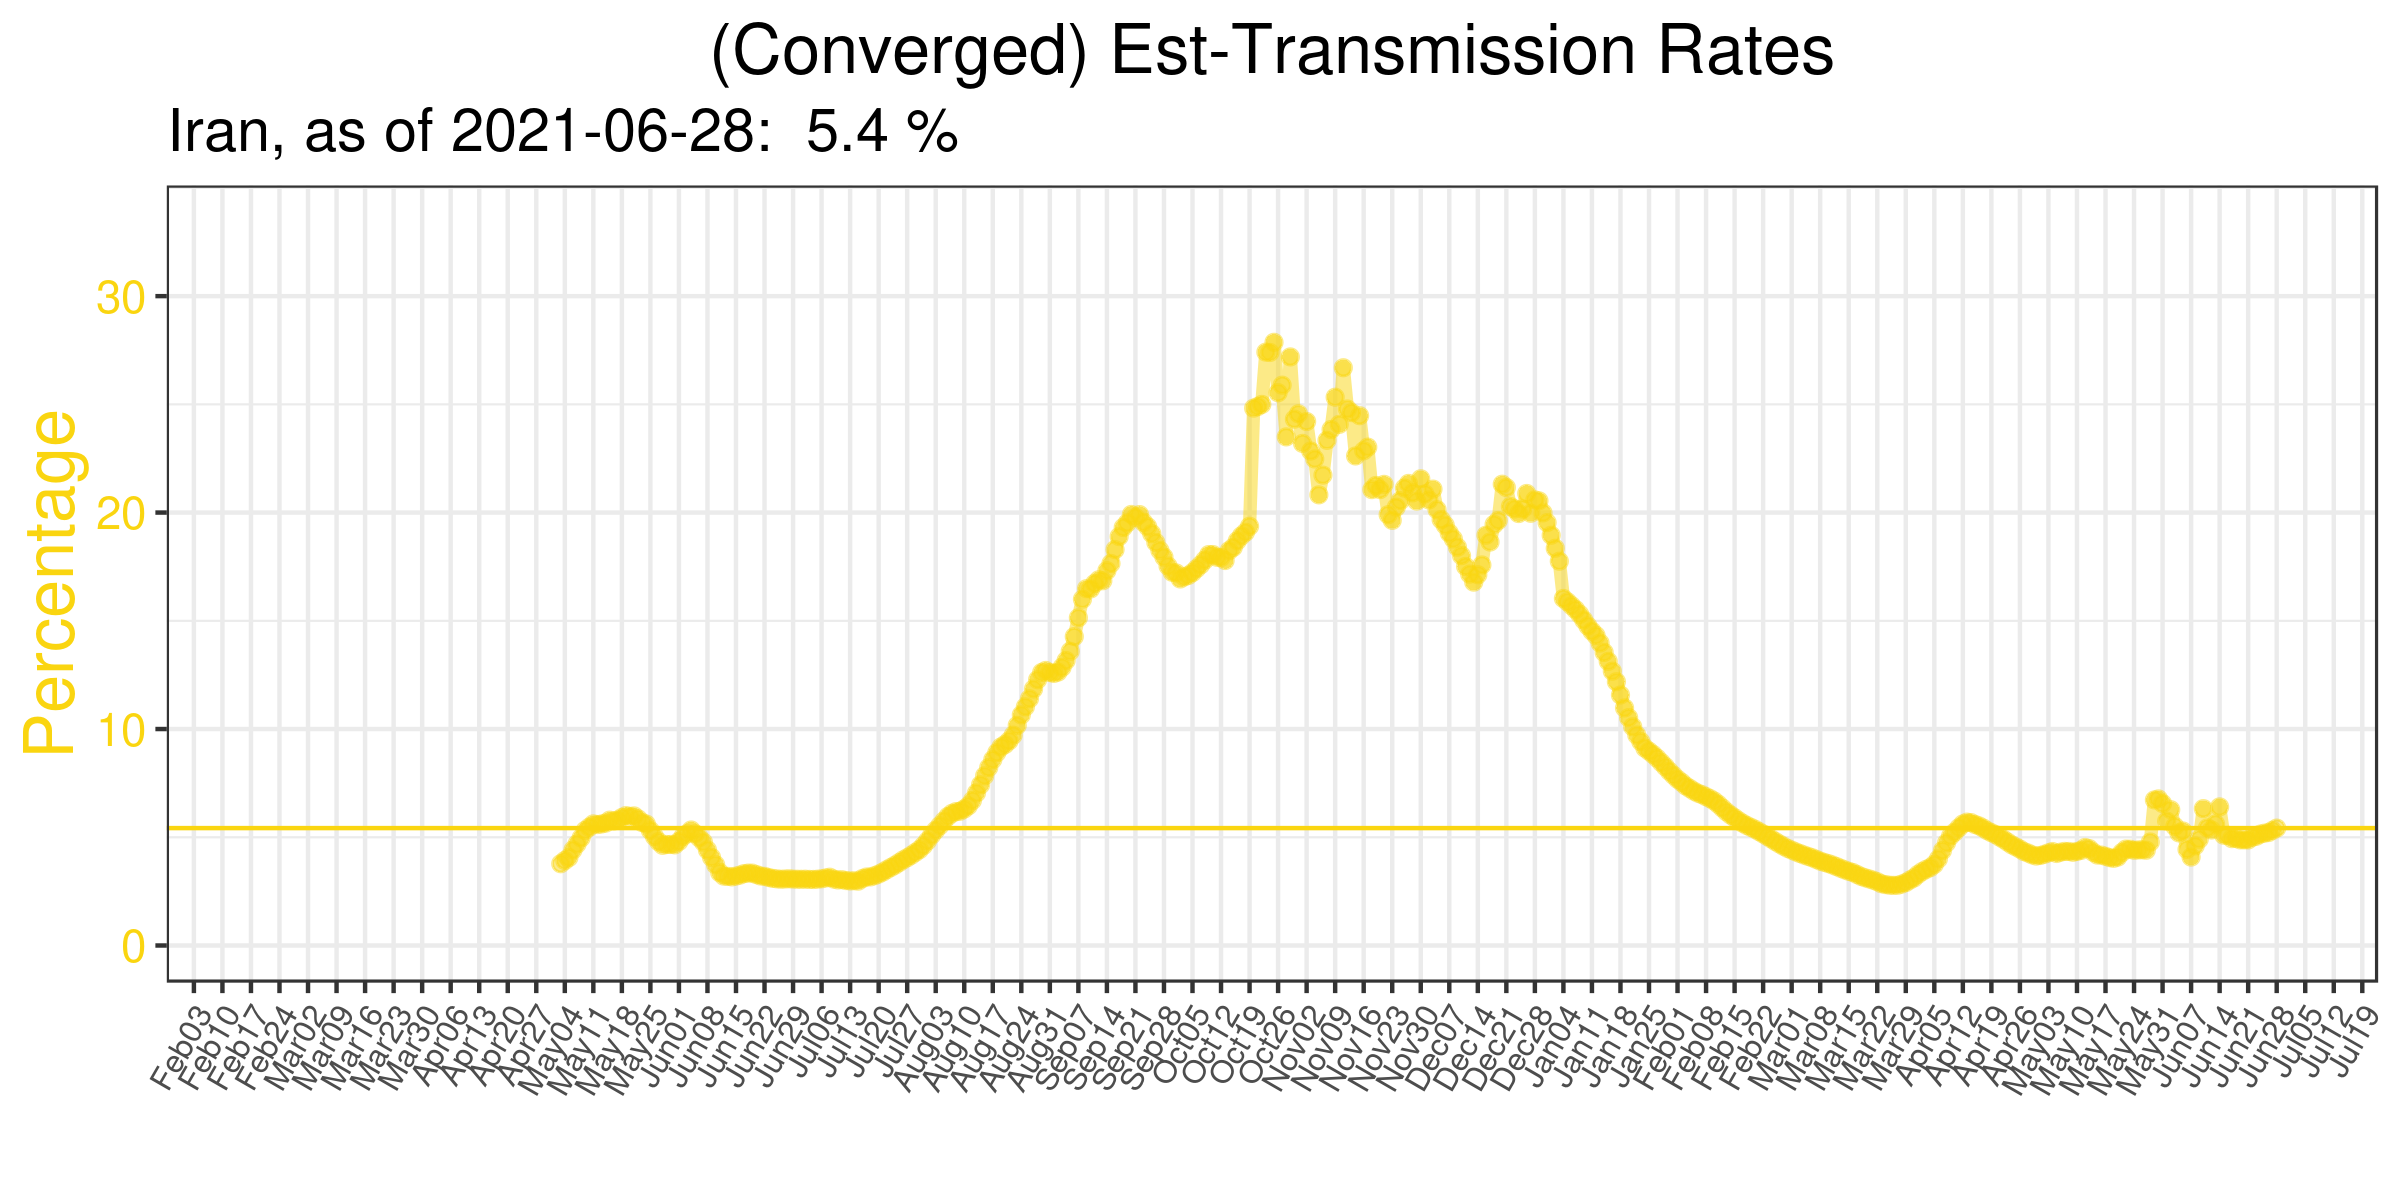 (Converged) Est-Transmission Rates
Iran, as of 2021-06-28:  5.4 %
Percentage
30
20
10
0
Feb03
Feb10
Feb17
Feb24
Mar02
Mar09
Mar16
Mar23
Mar30
Apr06
Apr13
Apr20
Apr27
May04
May11
May18
May25
Jun01
Jun08
Jun15
Jun22
Jun29
Jul06
Jul13
Jul20
Jul27
Aug03
Aug10
Aug17
Aug24
Aug31
Sep07
Sep14
Sep21
Sep28
Oct05
Oct12
Oct19
Oct26
Nov02
Nov09
Nov16
Nov23
Nov30
Dec07
Dec14
Dec21
Dec28
Jan04
Jan11
Jan18
Jan25
Feb01
Feb08
Feb15
Feb22
Mar01
Mar08
Mar15
Mar22
Mar29
Apr05
Apr12
Apr19
Apr26
May03
May10
May17
May24
May31
Jun07
Jun14
Jun21
Jun28
Jul05
Jul12
Jul19